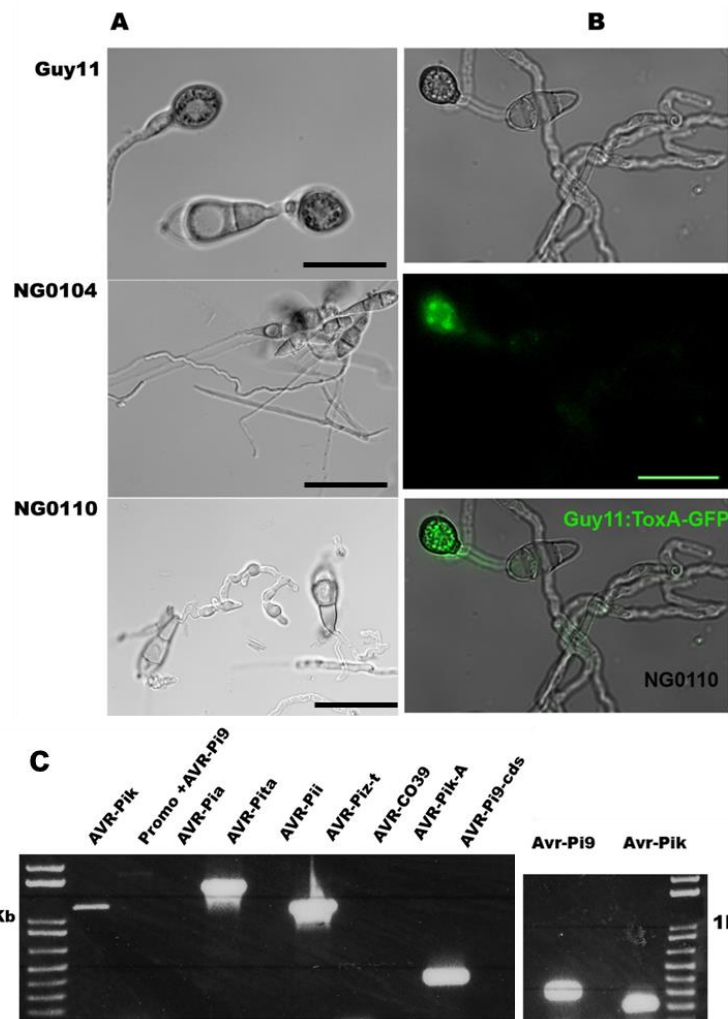 A
B
Guy11
NG0104
NG0110
Guy11:ToxA-GFP
NG0110
C
AVR-Pik
Promo +AVR-Pi9
AVR-Pia
AVR-Pita
AVR-Pii
AVR-Piz-t
AVR-CO39
AVR-Pik-A
AVR-Pi9-cds
Avr-Pi9
Avr-Pik